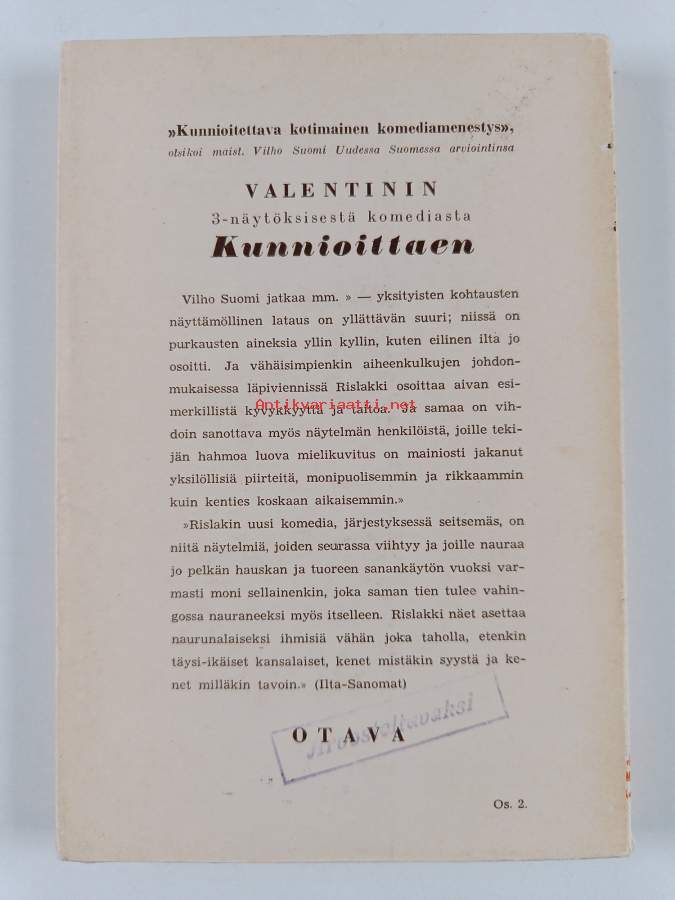 »Kunnioitettava kotimainen komediamenestys»,
otsikoi maist. Vilho Suomi Uudessa Suomessa arviointinsa
VALENTININ
3-näytöksisestä komediasta
Kunnioittaen
Vilho Suomi jatkaa mm. » — yksityisten kohtausten
näyttämöllinen lataus on yllättävän suuri; niissä on
purkausten aineksia yllin kyllin, kuten eilinen ilta jo
osoitti. Ja vähäisimpienkin aiheenkulkujen johdon-
mukaisessa läpiviennissä Rislakki osoittaa aivan esi-
merkillistä kyvykkyyttä ja taitoa. Ja samaa on vih-
Antikvariaatti.net
doin sanottava myös näytelmän henkilöistä, joille teki-
jän hahmoa luova mielikuvitus on mainiosti jakanut
yksilöllisiä piirteitä, monipuolisemmin ja rikkaammin
kuin kenties koskaan aikaisemmin.»
»Rislakin uusi komedia, järjestyksessä seitsemäs, on
niitä näytelmiä, joiden seurassa viihtyy ja joille nauraa
jo pelkän hauskan ja tuoreen sanankäytön vuoksi var-
masti moni sellainenkin, joka saman tien tulee vahin-
gossa nauraneeksi myös itselleen. Rislakki näet asettaa
naurunalaiseksi ihmisiä vähän joka taholla, etenkin
täysi-ikäiset kansalaiset, kenet mistäkin syystä ja ke-
net milläkin tavoin.» (Ilta-Sanomat)
OTAVA
Arvosteltavaksi
Os. 2.